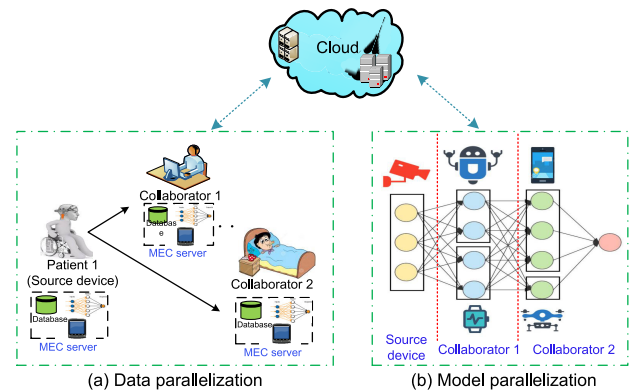 Cloud
Collaborator 1
Databas
e
MEC server
Patient 1
(Source device)
Database
MEC server
Collaborator 2
Database
MEC server
(a) Data parallelization
Source
device
Collaborator 1
Collaborator 2
(b) Model parallelization